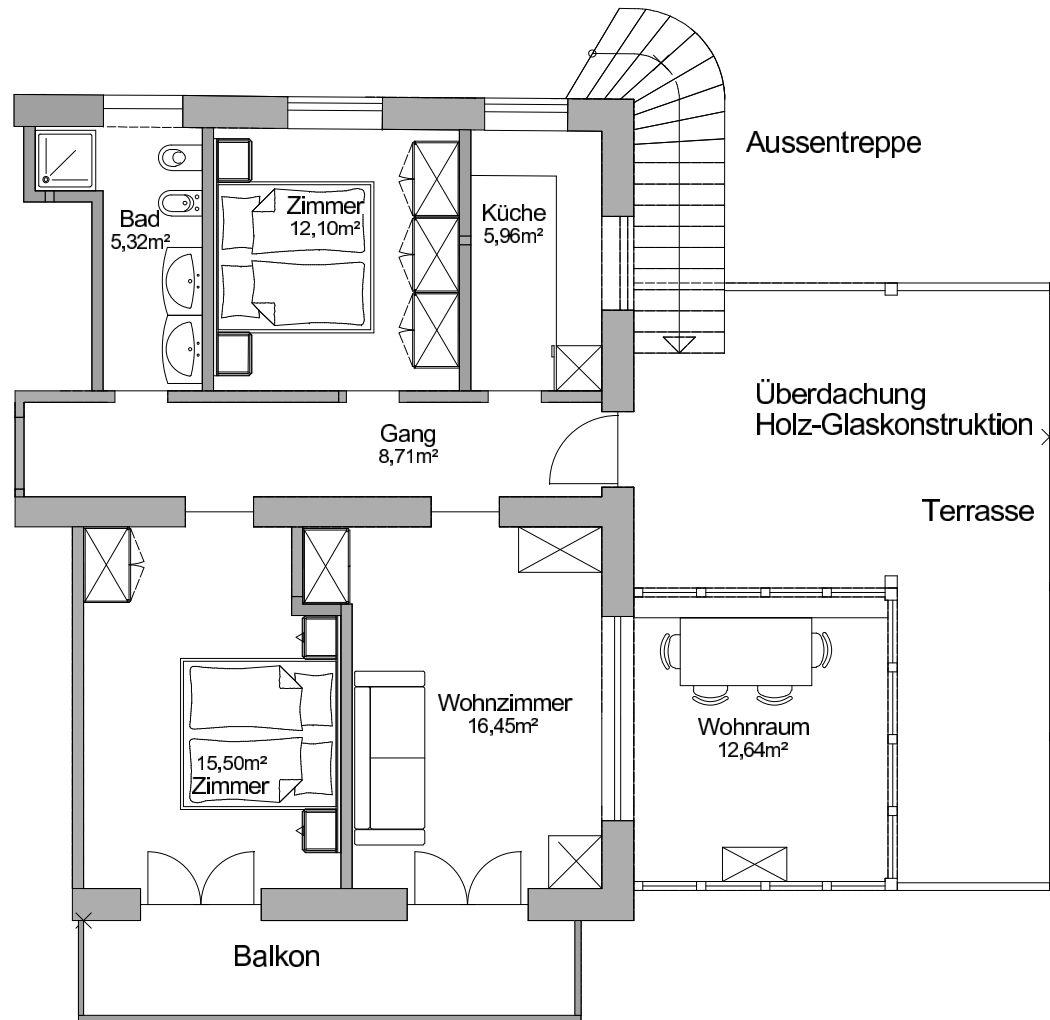 Aussentreppe
Bad
5,32m²
Zimmer
12,10m²
Küche
5,96m²
Überdachung
Holz-Glaskonstruktion
Gang
8,71m²
Terrasse
Wohnzimmer
16,45m²
Wohnraum
12,64m²
15,50m²
Zimmer
Balkon